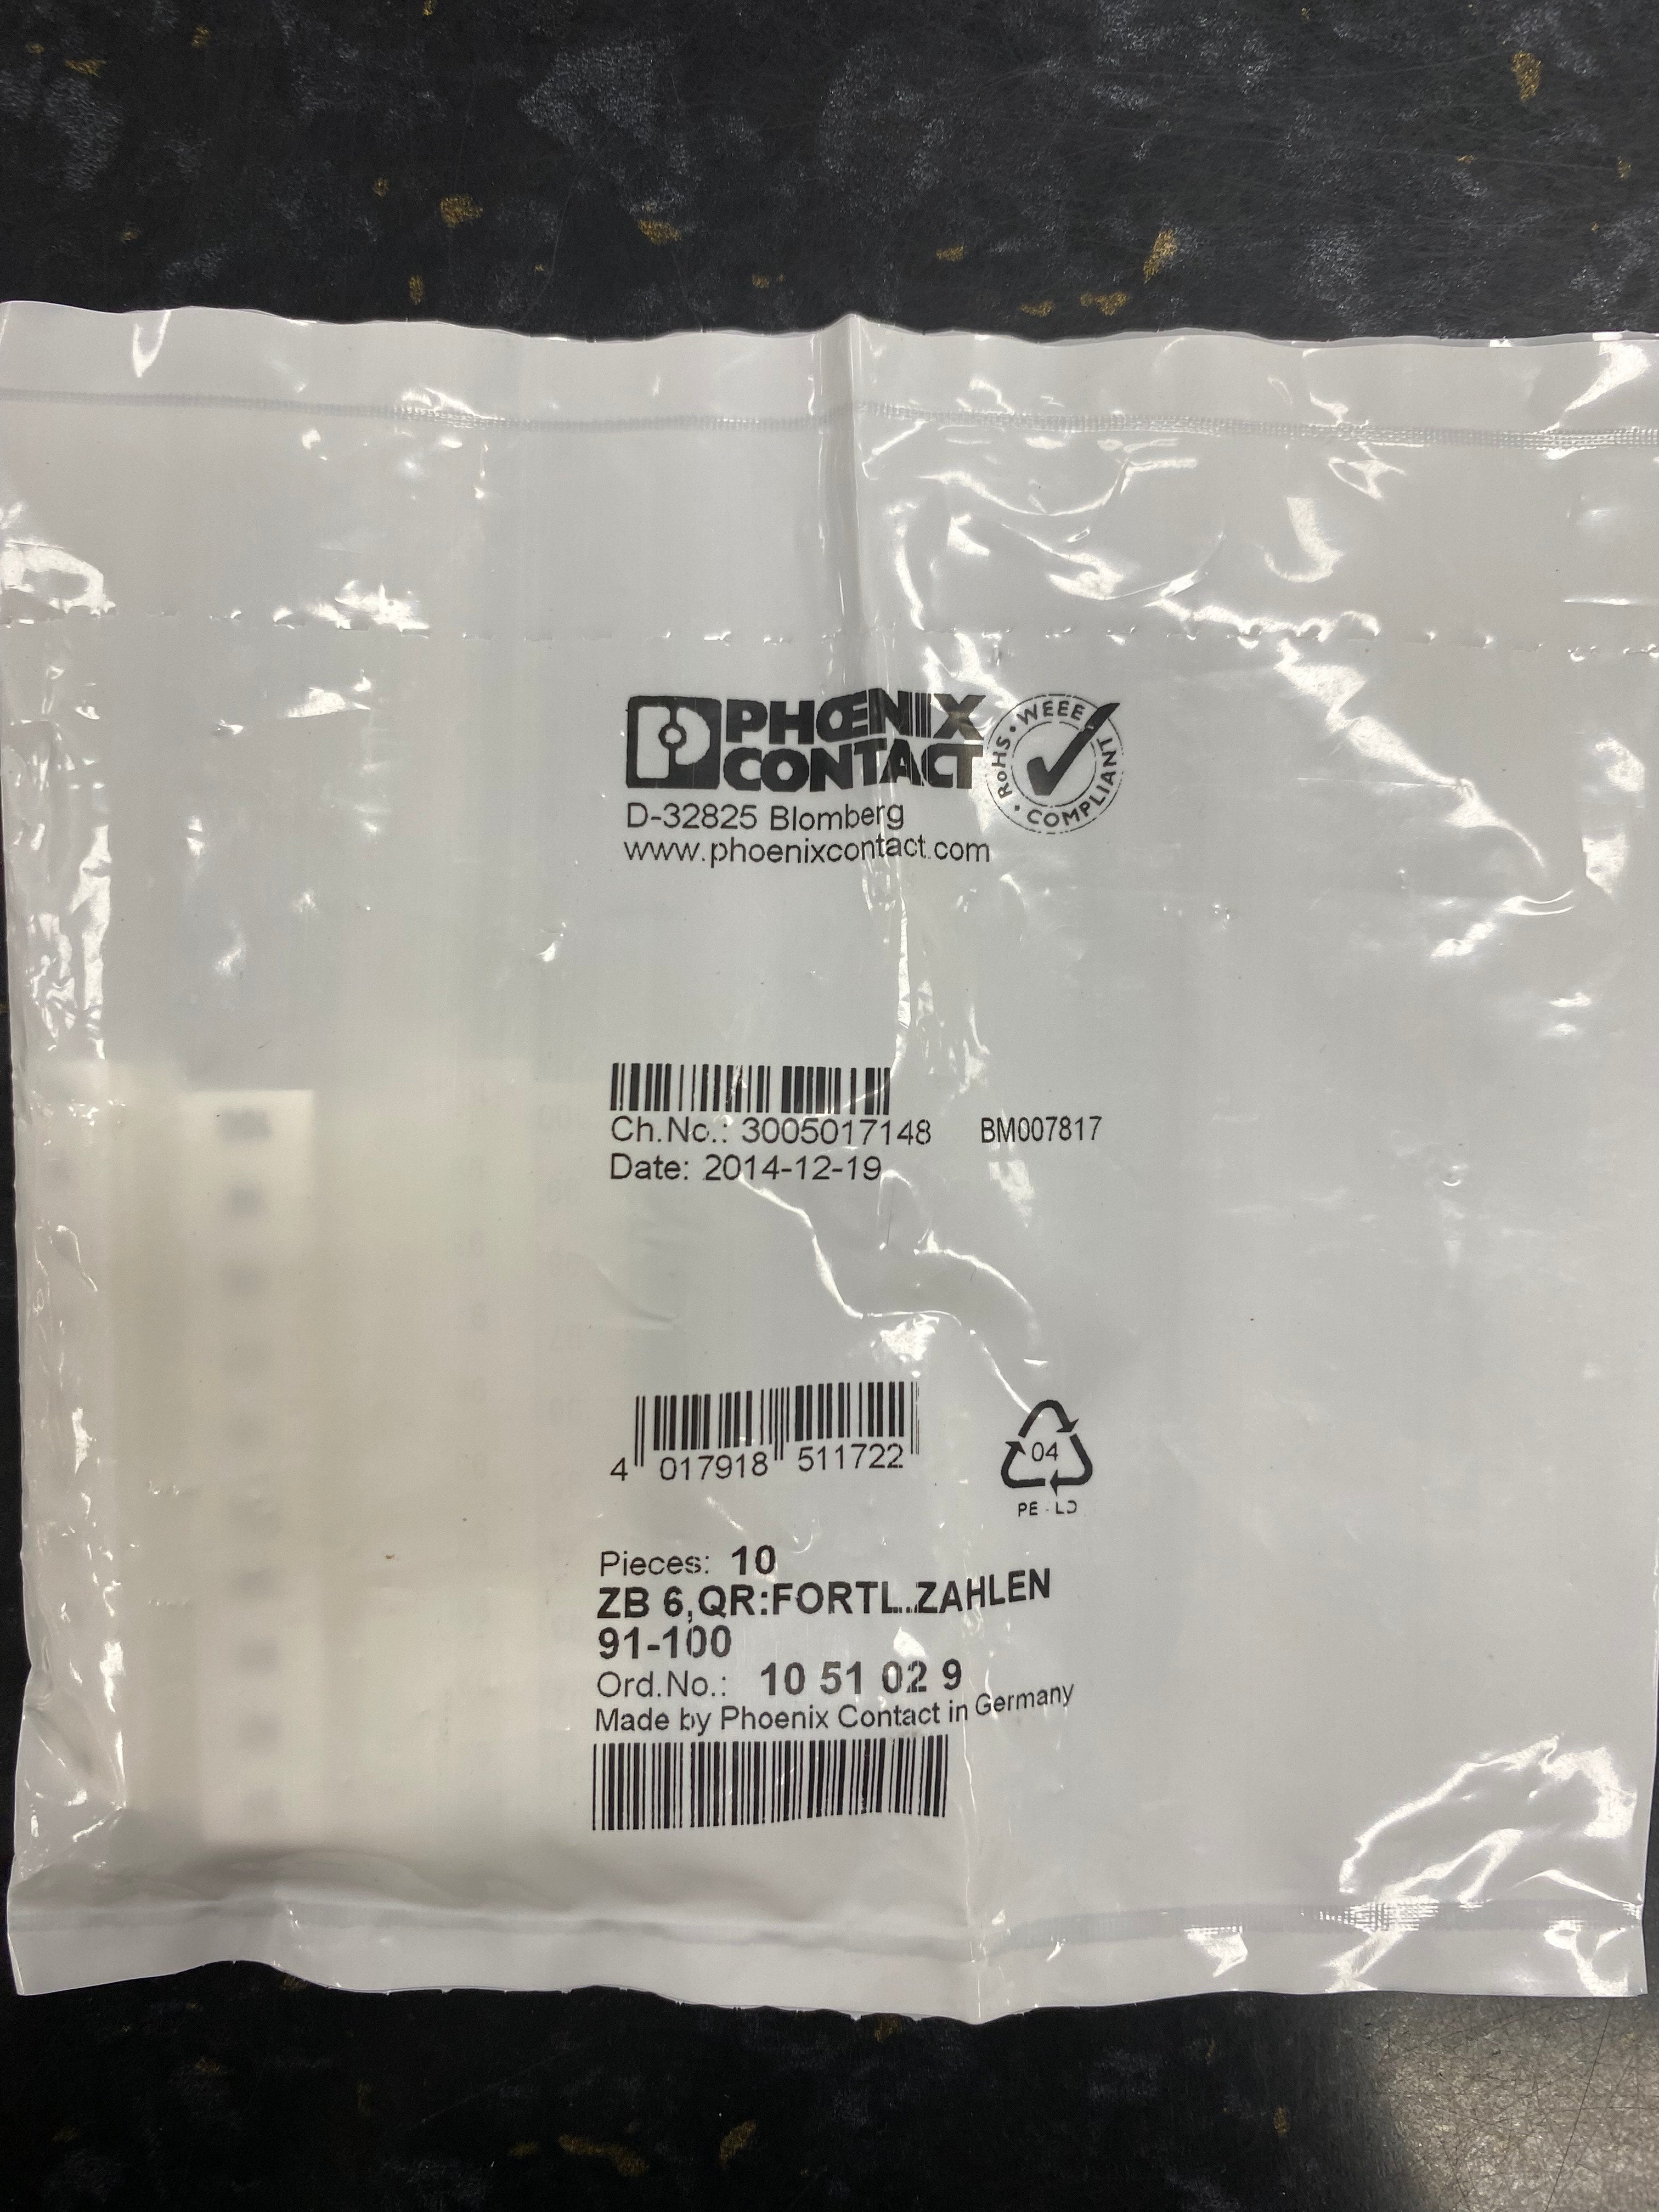 PHŒNIX
CONTACT
RoHS • WEEE • COMPLIANT
D-32825 Blomberg
www.phoenixcontact.com
Ch.No.: 3005017148 BM007817
Date: 2014-12-19
4 017918 511722
04
PE-LD
Pieces: 10
ZB 6,QR:FORTL..ZAHLEN
91-100
Ord.No.: 10 51 02 9
Made by Phoenix Contact in Germany